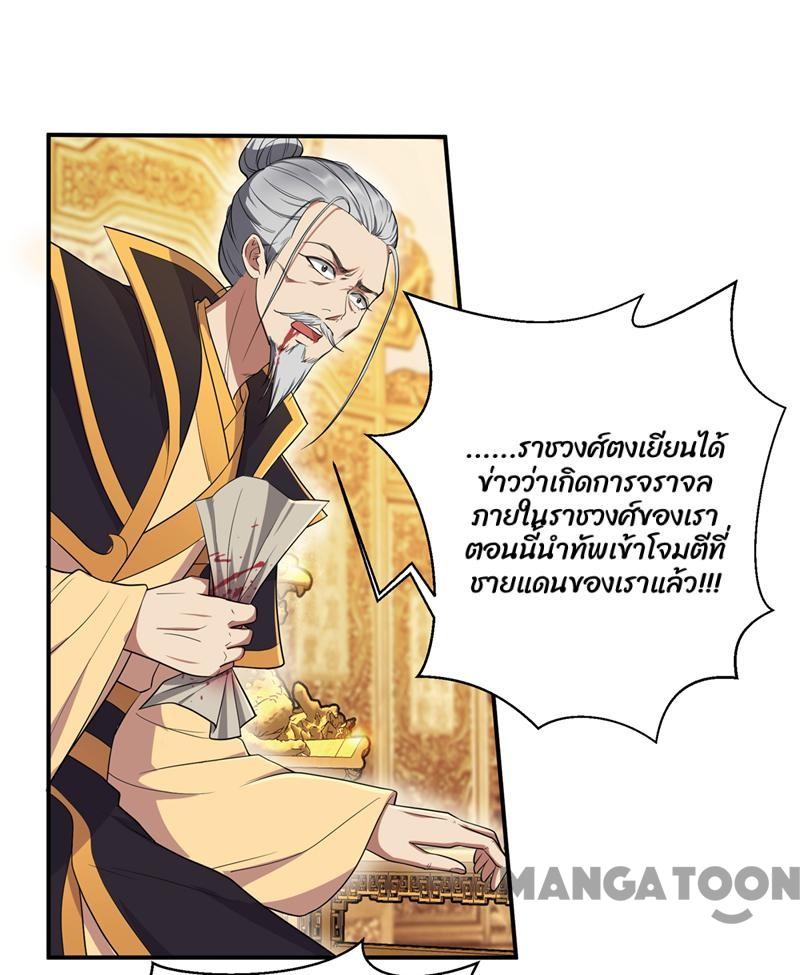 ......ราชวงศ์ตงเยียนได้
ข่าวว่าเกิดการจราจล
ภายในราชวงศ์ของเรา
ตอนนี้นำทัพเข้าโจมตีที่
ชายแดนของเราแล้ว!!!
MANGATOON